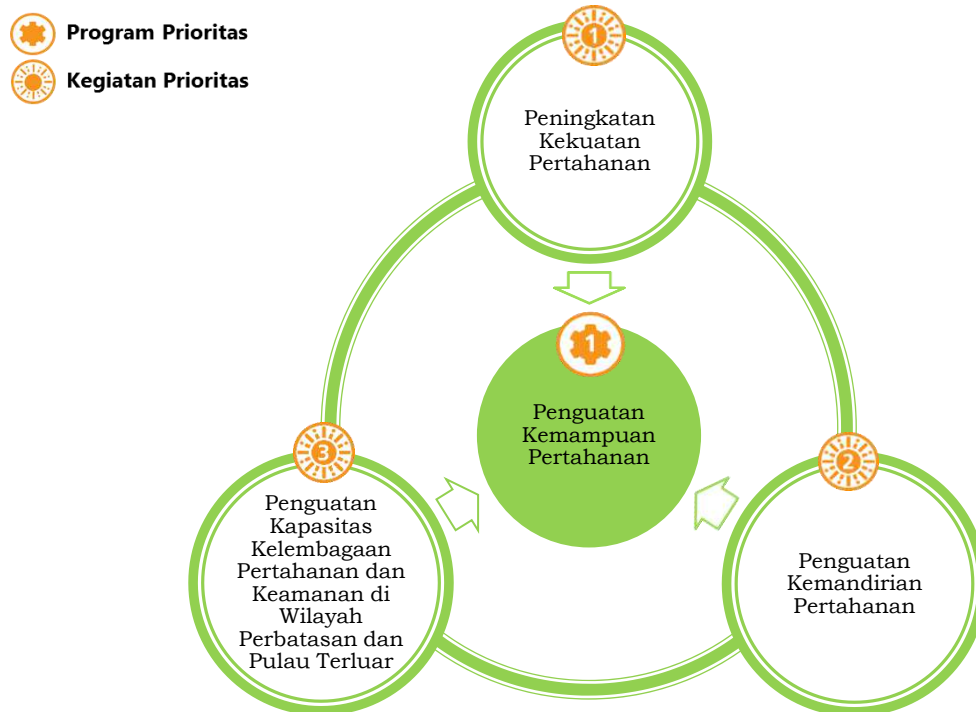 Program Prioritas
Kegiatan Prioritas
1
Peningkatan
Kekuatan
Pertahanan
1
Penguatan
Kemampuan
Pertahanan
3
Penguatan
Kapasitas
Kelembagaan
Pertahanan dan
Keamanan di
Wilayah
Perbatasan dan
Pulau Terluar
2
Penguatan
Kemandirian
Pertahanan